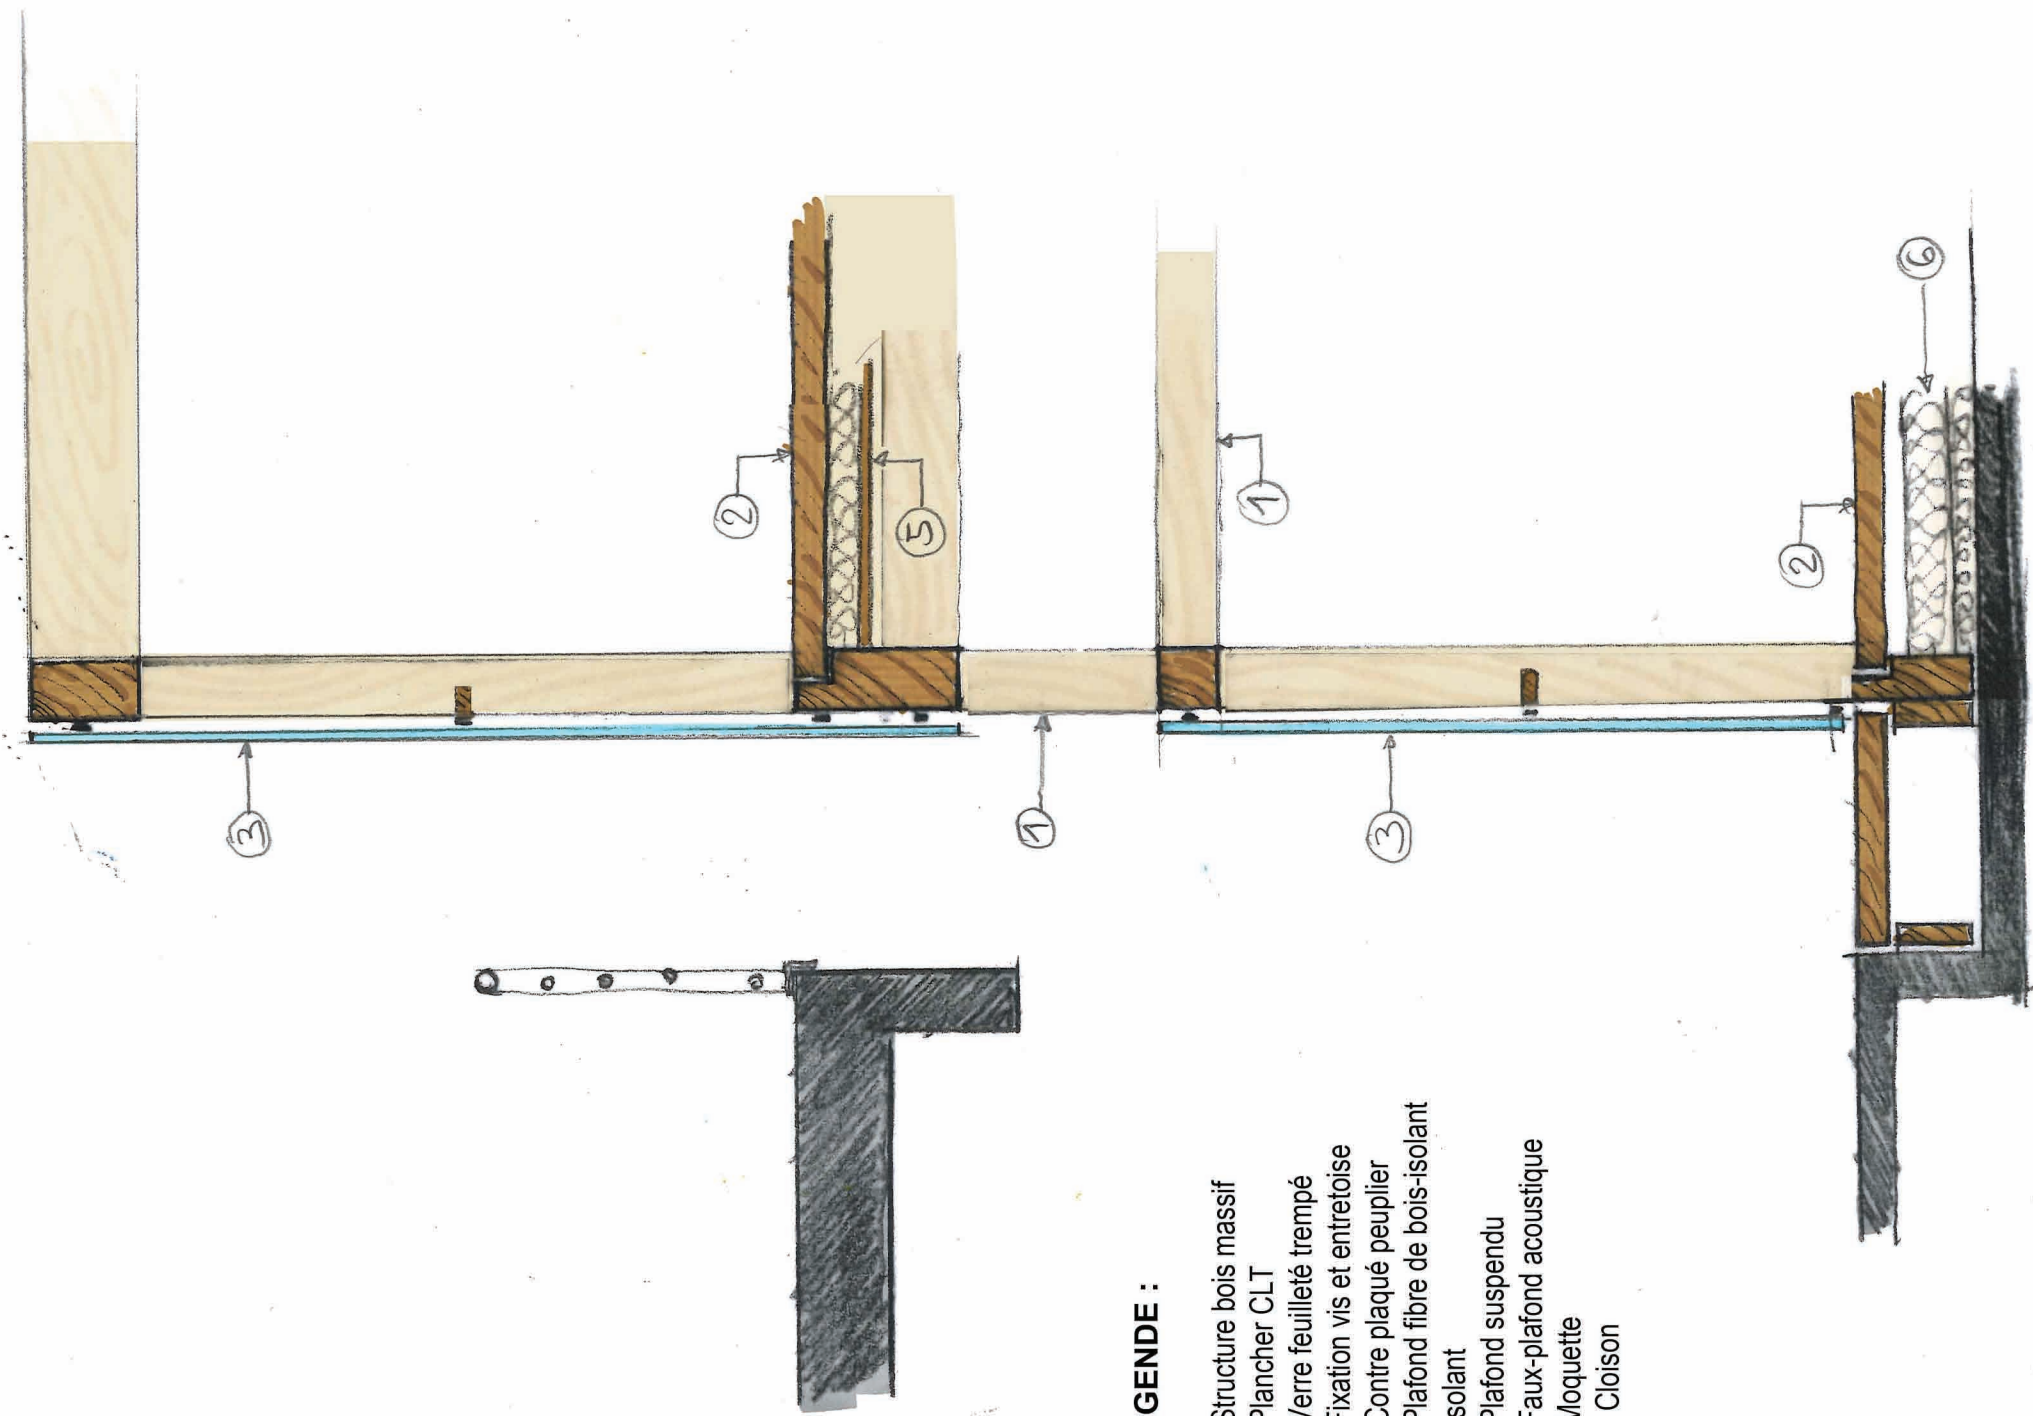 3
2
5
1
1
3
2
6
GENDE :
Structure bois massif
Plancher CLT
Verre feuilleté trempé
Fixation vis et entretoise
Contre plaqué peuplier
Plafond fibre de bois-isolant
solant
Plafond suspendu
Faux-plafond acoustique
Moquette
Cloison